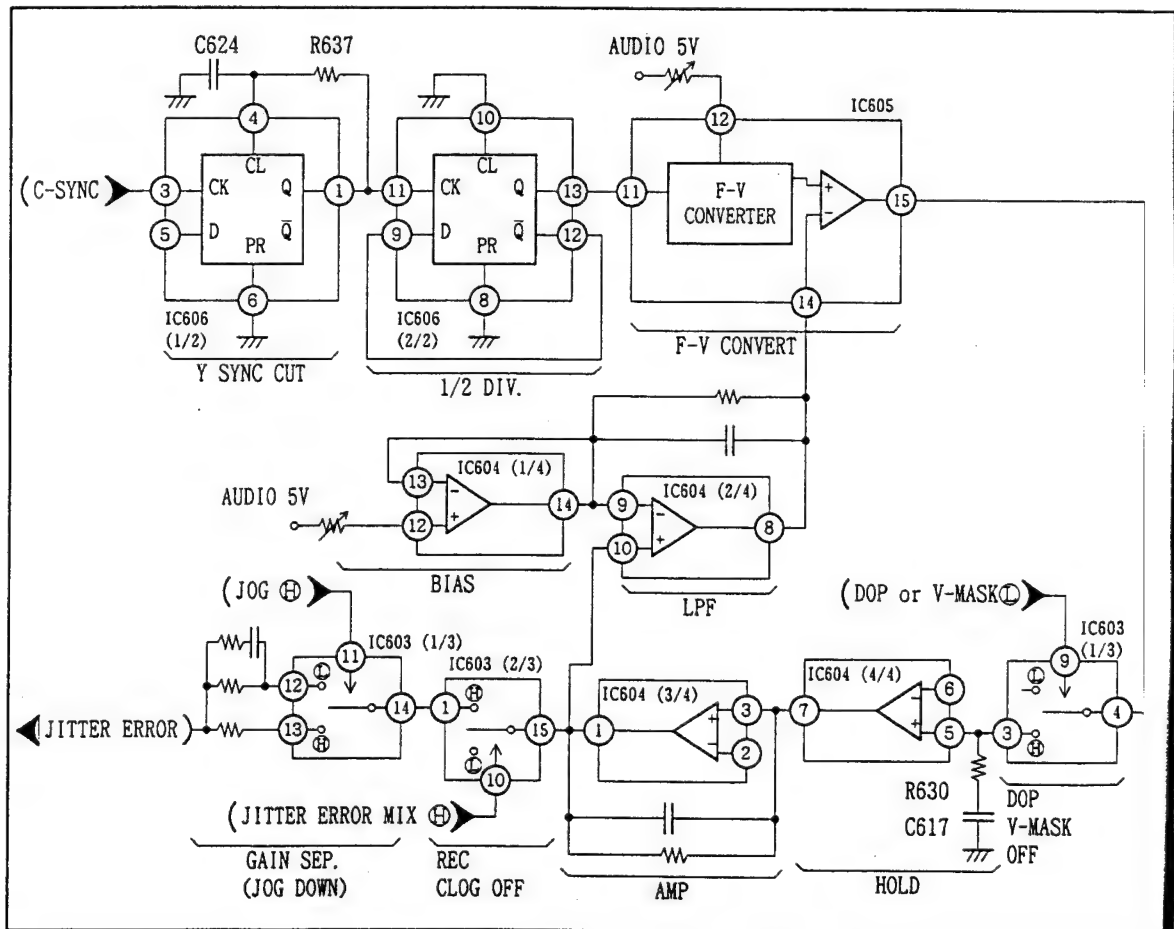 C624
R637
AUDIO 5V
IC605
4
10
12
(C-SYNC
3
CK
CL
Q
1
11
CK
CL
Q
13
11
F-V
CONVERTER
+
−
15
5
D
PR
Q̅
9
D
PR
Q̅
12
6
8
14
IC606
(1/2)
IC606
(2/2)
Y SYNC CUT
1/2 DIV.
F-V CONVERT
IC604 (1/4)
IC604 (2/4)
AUDIO 5V
13
−
12
+
14
9
−
10
+
8
BIAS
LPF
(JOG Ⓗ)
(DOP or V-MASKⓁ)
11
IC603 (1/3)
IC603 (2/3)
IC604 (3/4)
IC604 (4/4)
9
IC603
(1/3)
12
Ⓛ
14
1
Ⓗ
15
1
+
3
7
−
6
Ⓛ
4
JITTER ERROR)
13
Ⓗ
Ⓛ
10
−
2
+
5
3
Ⓗ
(JITTER ERROR MIX Ⓗ)
R630
C617
DOP
V-MASK
OFF
GAIN SEP.
(JOG DOWN)
REC
CLOG OFF
AMP
HOLD